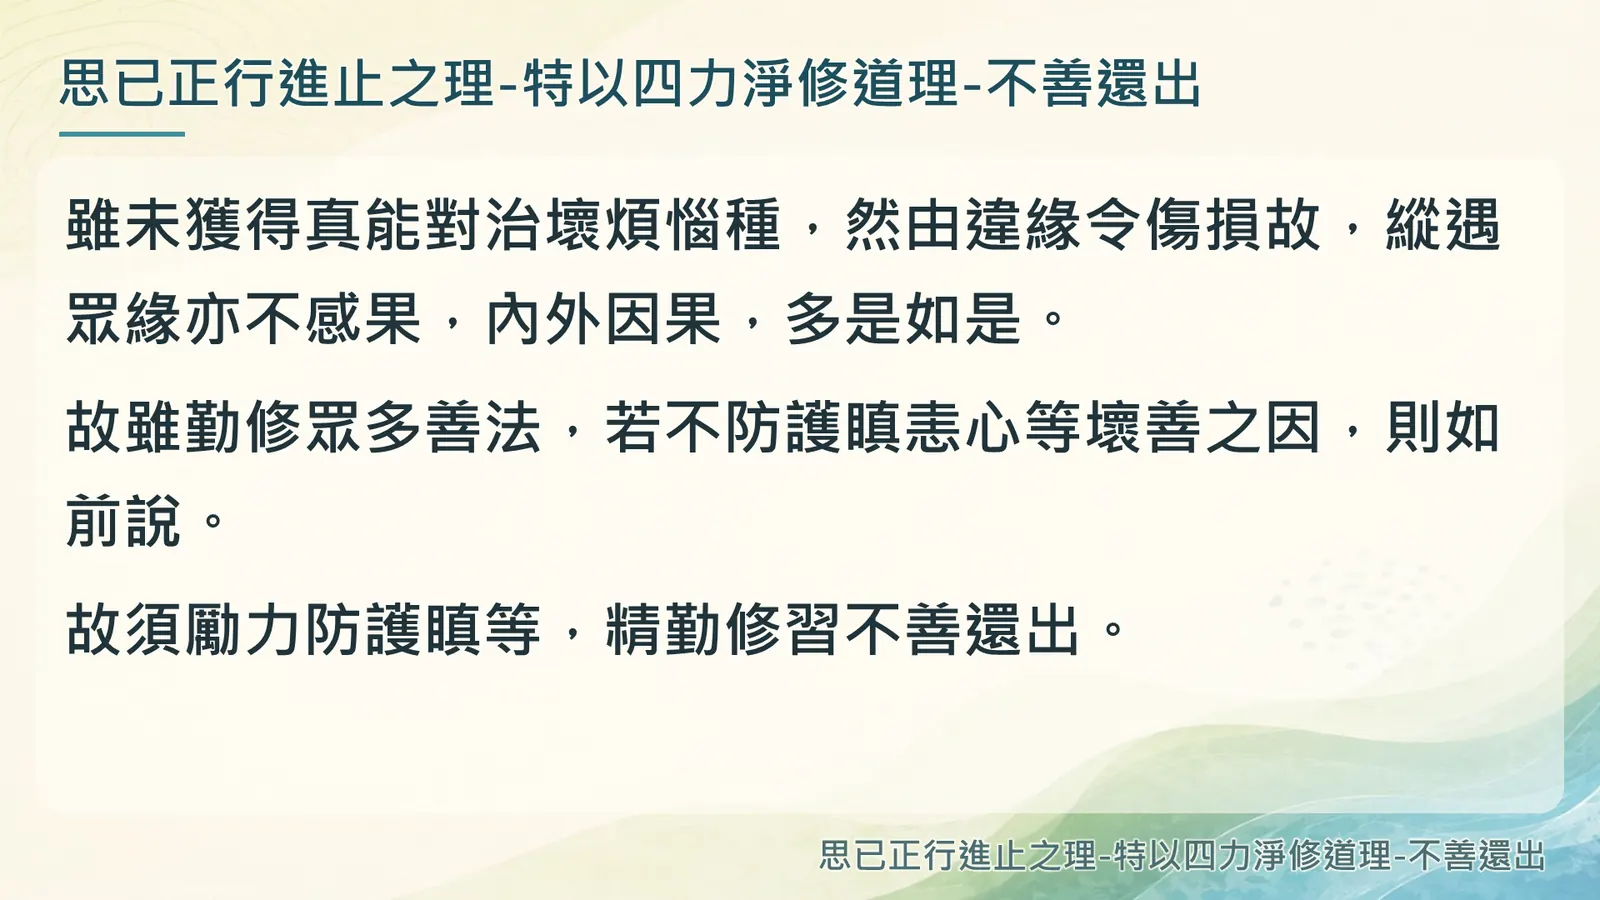 思已正行進止之理-特以四力淨修道理-不善還出
雖未獲得真能對治壞煩惱種，然由違緣令傷損故，縱遇
眾緣亦不感果，內外因果，多是如是。
故雖勤修眾多善法，若不防護瞋恚心等壞善之因，則如
前說。
故須勵力防護瞋等，精勤修習不善還出。
思已正行進止之理-特以四力淨修道理-不善還出